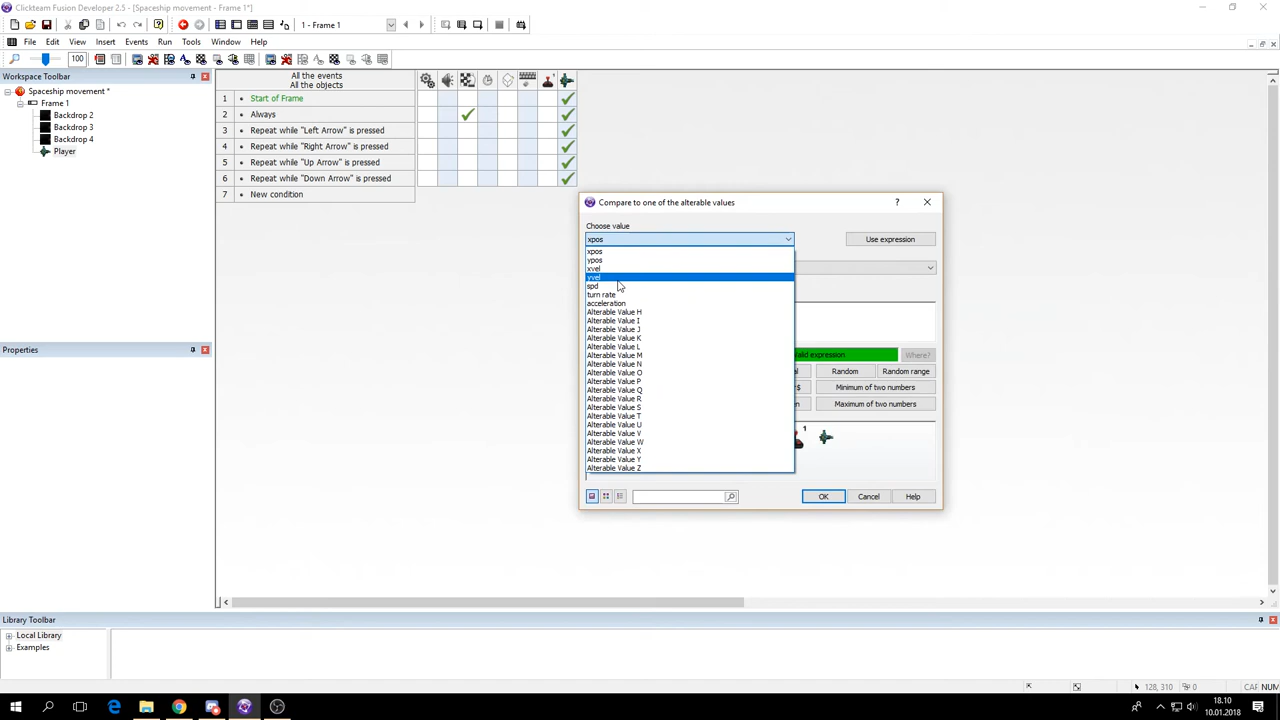 Clickteam Fusion Developer 2.5 - [Spaceship movement - Frame 1*]
1 - Frame 1
File Edit View Insert Events Run Tools Window Help
100
Workspace Toolbar
Spaceship movement *
Frame 1
Backdrop 2
Backdrop 3
Backdrop 4
Player
All the events
All the objects
1 • Start of Frame
2 • Always
3 • Repeat while "Left Arrow" is pressed
4 • Repeat while "Right Arrow" is pressed
5 • Repeat while "Up Arrow" is pressed
6 • Repeat while "Down Arrow" is pressed
7 • New condition
Compare to one of the alterable values
Choose value
xpos
Use expression
xpos
ypos
xvel
yvel
spd
turn rate
acceleration
Alterable Value H
Alterable Value I
Alterable Value J
Alterable Value K
Alterable Value L
Alterable Value M
Alterable Value N
Alterable Value O
Alterable Value P
Alterable Value Q
Alterable Value R
Alterable Value S
Alterable Value T
Alterable Value U
Alterable Value V
Alterable Value W
Alterable Value X
Alterable Value Y
Alterable Value Z
alid expression
Where?
Random
Random range
Minimum of two numbers
Maximum of two numbers
1
OK
Cancel
Help
Properties
Library Toolbar
Local Library
Examples
128, 310
0
CAF NUM
18.10
10.01.2018